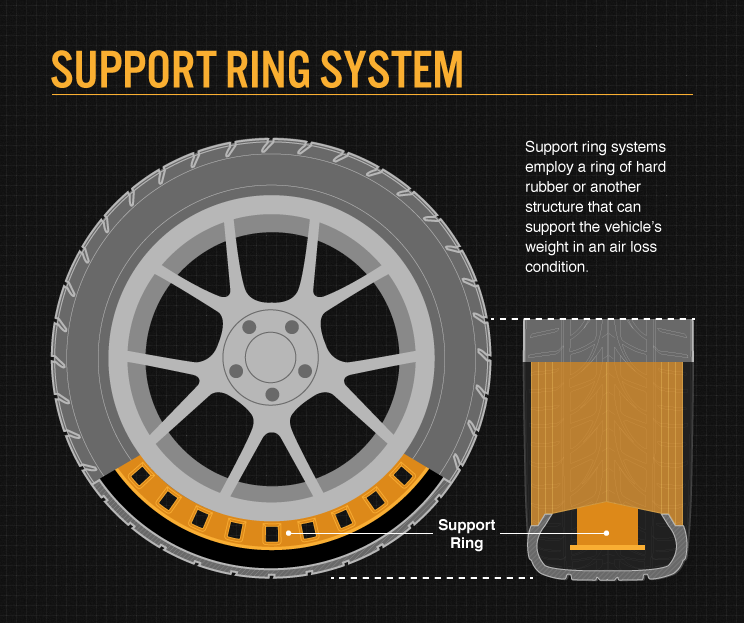 SUPPORT RING SYSTEM
Support ring systems
employ a ring of hard
rubber or another
structure that can
support the vehicle's
weight in an air loss
condition.
Support
Ring